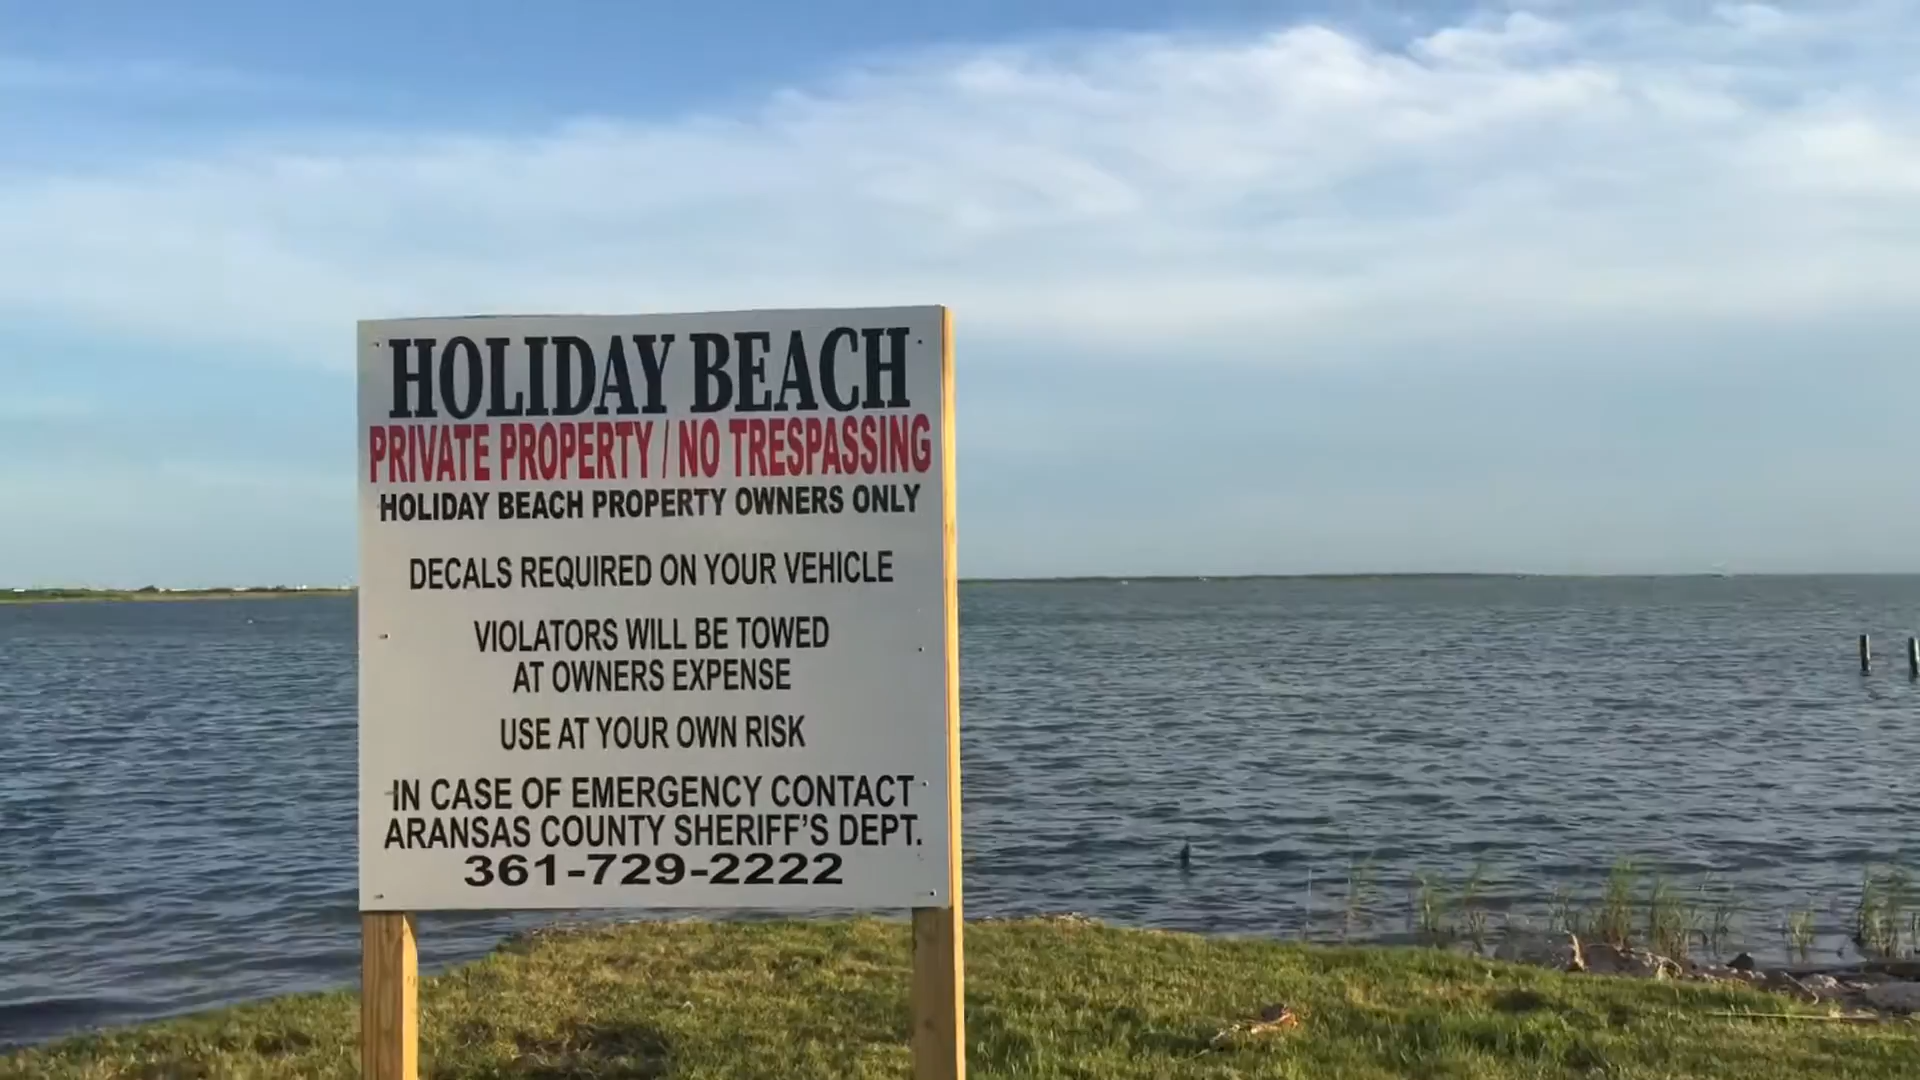 HOLIDAY BEACH
PRIVATE PROPERTY / NO TRESPASSING
HOLIDAY BEACH PROPERTY OWNERS ONLY
DECALS REQUIRED ON YOUR VEHICLE
VIOLATORS WILL BE TOWED
AT OWNERS EXPENSE
USE AT YOUR OWN RISK
IN CASE OF EMERGENCY CONTACT
ARANSAS COUNTY SHERIFF'S DEPT.
361-729-2222